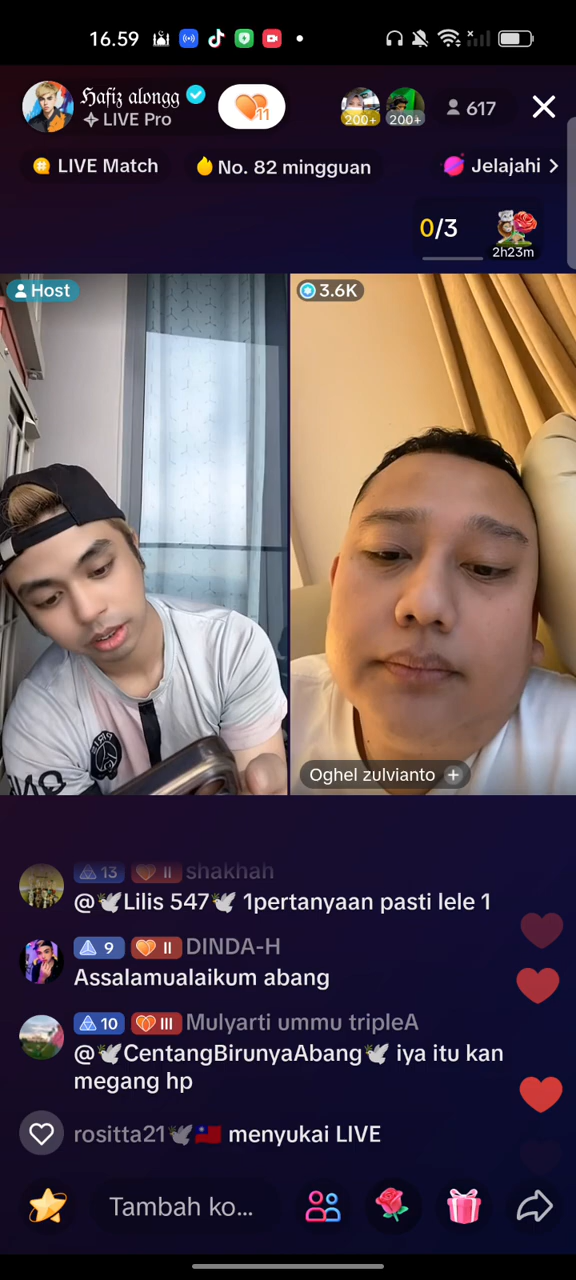 16.59
Hafiz alongg
LIVE Pro
11
200+
200+
617
LIVE Match
No. 82 mingguan
Jelajahi
0/3
2h23m
Host
3.6K
Oghel zulvianto +
13 II shakhah
@🕊Lilis 547🕊 1pertanyaan pasti lele 1
9 II DINDA-H
Assalamualaikum abang
10 III Mulyarti ummu tripleA
@🕊CentangBirunyaAbang🕊 iya itu kan
megang hp
rositta21🕊🇹🇼 menyukai LIVE
Tambah ko...